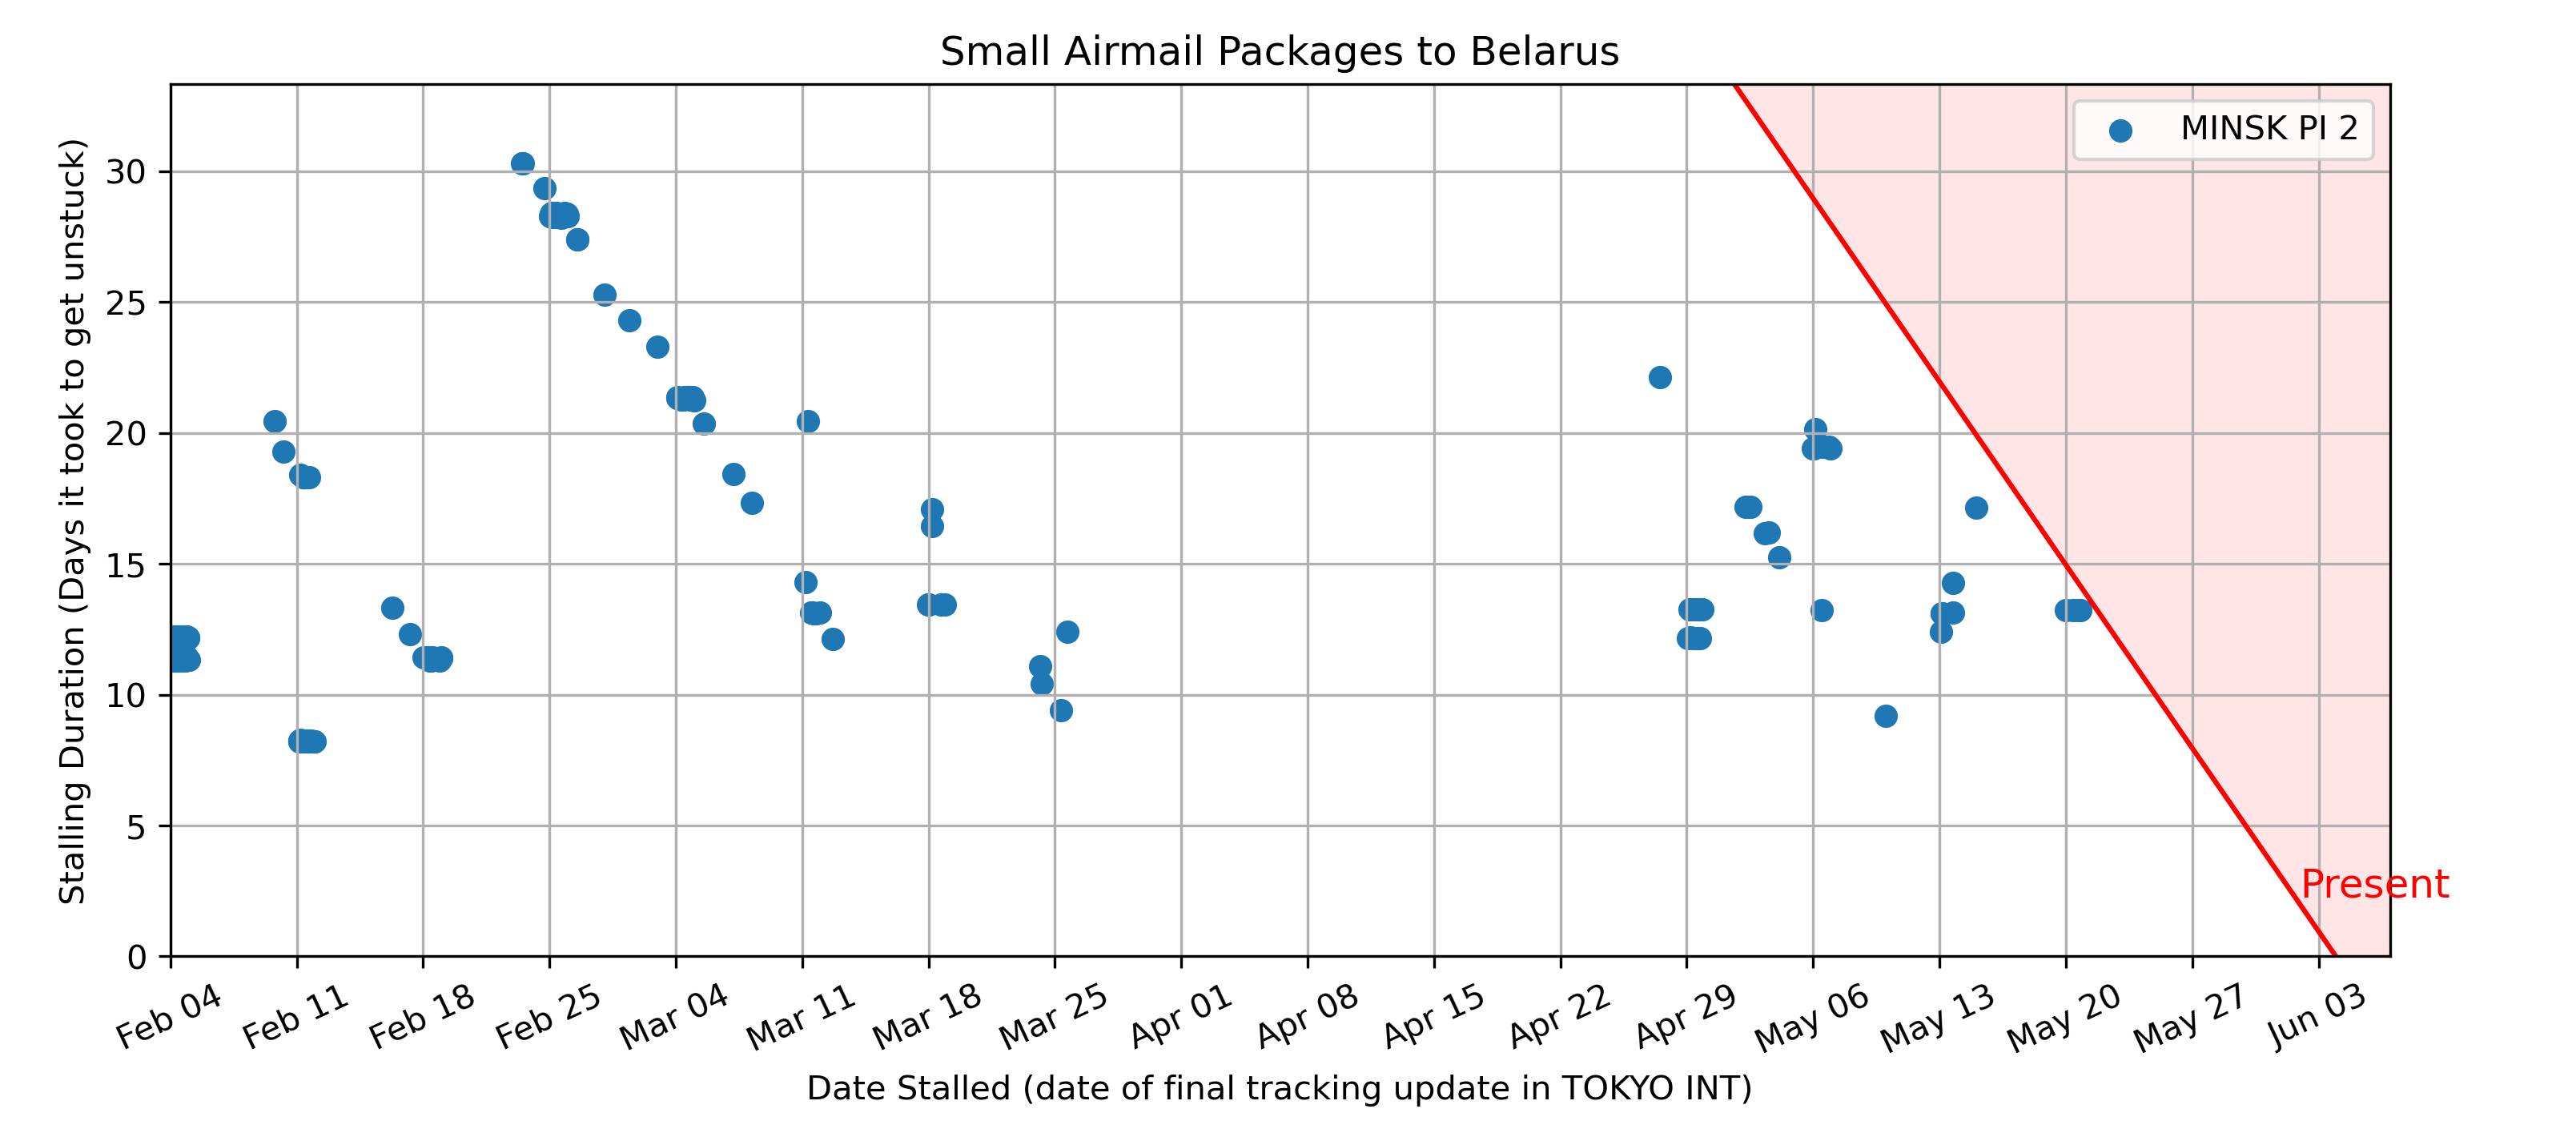 Small Airmail Packages to Belarus
MINSK PI 2
Stalling Duration (Days it took to get unstuck)
30
25
20
15
10
5
0
Present
Feb 04
Feb 11
Feb 18
Feb 25
Mar 04
Mar 11
Mar 18
Mar 25
Apr 01
Apr 08
Apr 15
Apr 22
Apr 29
May 06
May 13
May 20
May 27
Jun 03
Date Stalled (date of final tracking update in TOKYO INT)